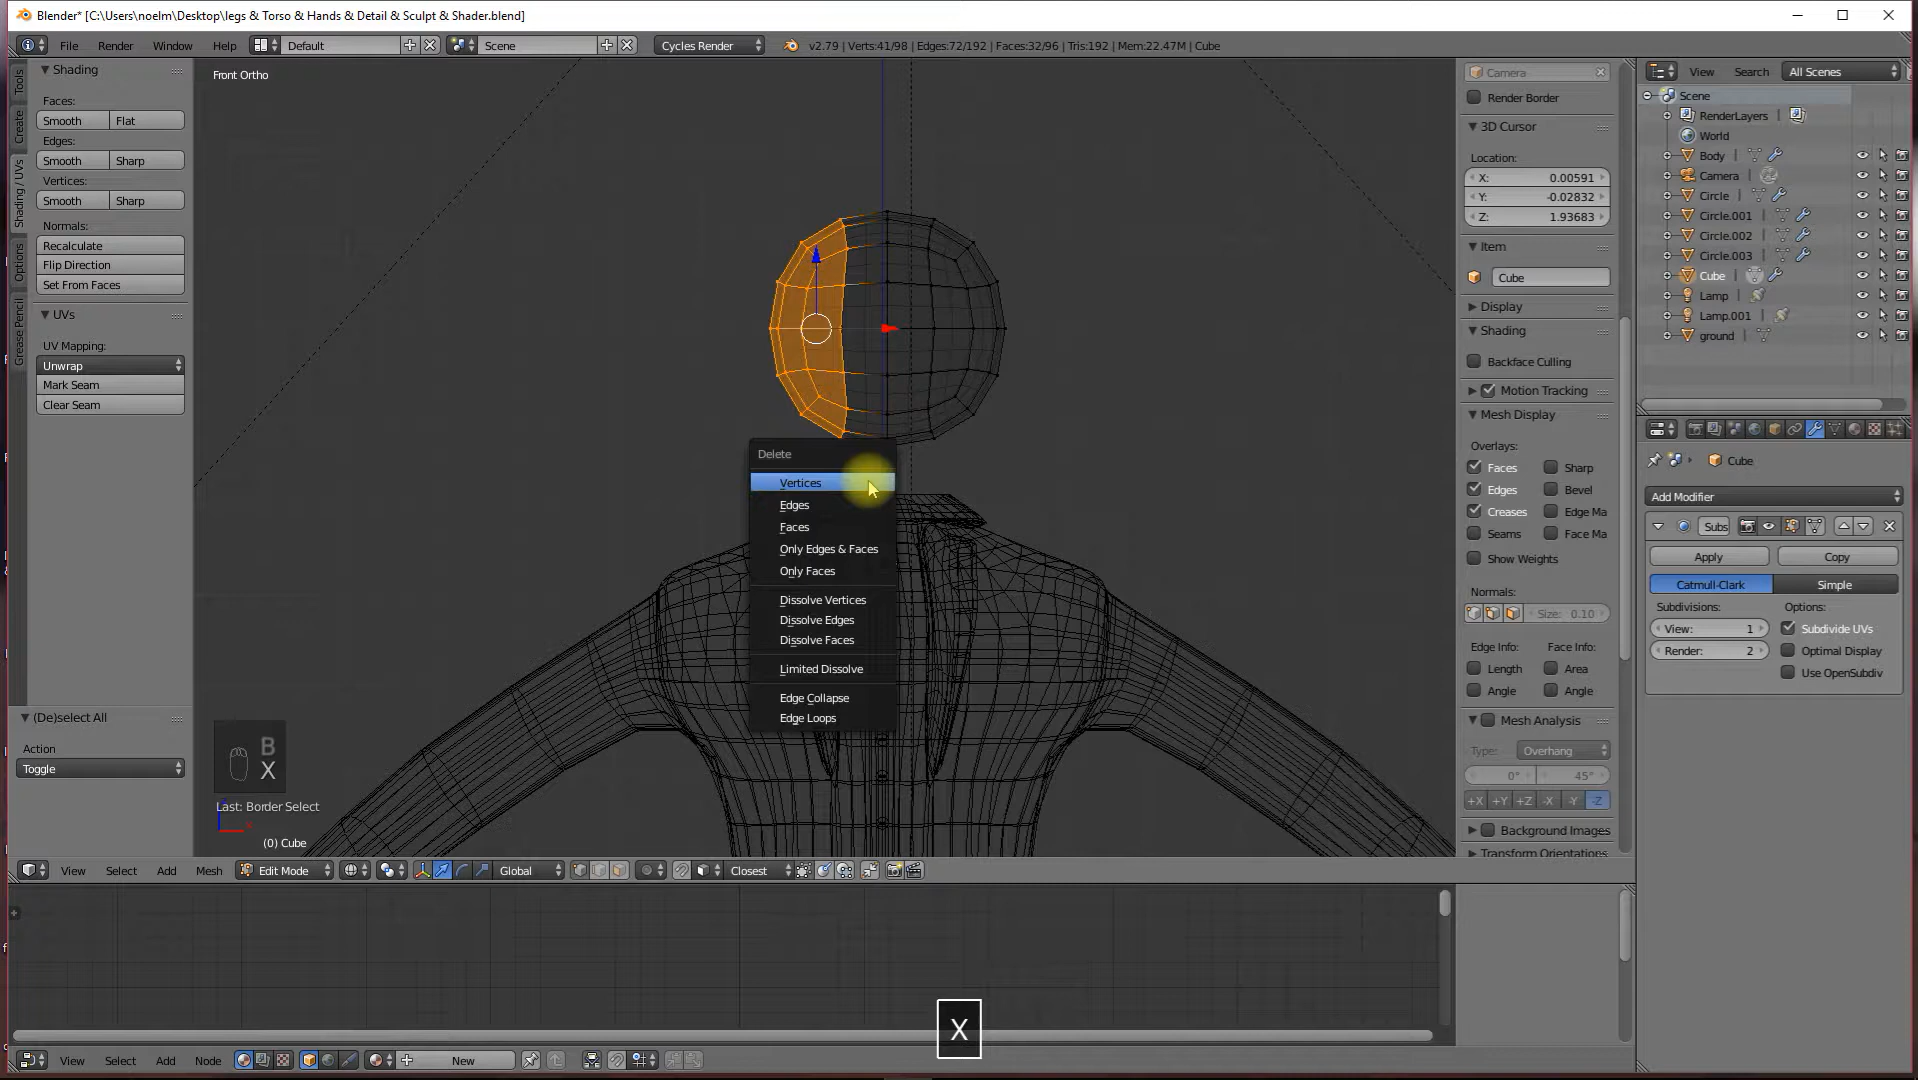 Blender* [C:\Users\noelm\Desktop\legs & Torso & Hands & Detail & Sculpt & Shader.blend]
File Render Window Help Default Scene Cycles Render v2.79 | Verts:41/98 | Edges:72/192 | Faces:32/96 | Tris:192 | Mem:22.47M | Cube
Tools
Create
Shading / UVs
Options
Grease Pencil
Shading
Faces:
Smooth Flat
Edges:
Smooth Sharp
Vertices:
Smooth Sharp
Normals:
Recalculate
Flip Direction
Set From Faces
UVs
UV Mapping:
Unwrap
Mark Seam
Clear Seam
(De)select All
Action
Toggle
Front Ortho
Delete
Vertices
Edges
Faces
Only Edges & Faces
Only Faces
Dissolve Vertices
Dissolve Edges
Dissolve Faces
Limited Dissolve
Edge Collapse
Edge Loops
B
X
Last: Border Select
(0) Cube
View Select Add Mesh Edit Mode Global Closest
X
View Select Add Node New
Camera
Render Border
3D Cursor
Location:
X: 0.00591
Y: -0.02832
Z: 1.93683
Item
Cube
Display
Shading
Backface Culling
Motion Tracking
Mesh Display
Overlays:
Faces Sharp
Edges Bevel
Creases Edge Ma
Seams Face Ma
Show Weights
Normals:
Size: 0.10
Edge Info: Face Info:
Length Area
Angle Angle
Mesh Analysis
Type: Overhang
0° 45°
+X +Y +Z -X -Y -Z
Background Images
Transform Orientations
View Search All Scenes
Scene
RenderLayers
World
Body
Camera
Circle
Circle.001
Circle.002
Circle.003
Cube
Lamp
Lamp.001
ground
Cube
Add Modifier
Subs
Apply Copy
Catmull-Clark Simple
Subdivisions: Options:
View: 1 Subdivide UVs
Render: 2 Optimal Display
Use OpenSubdiv